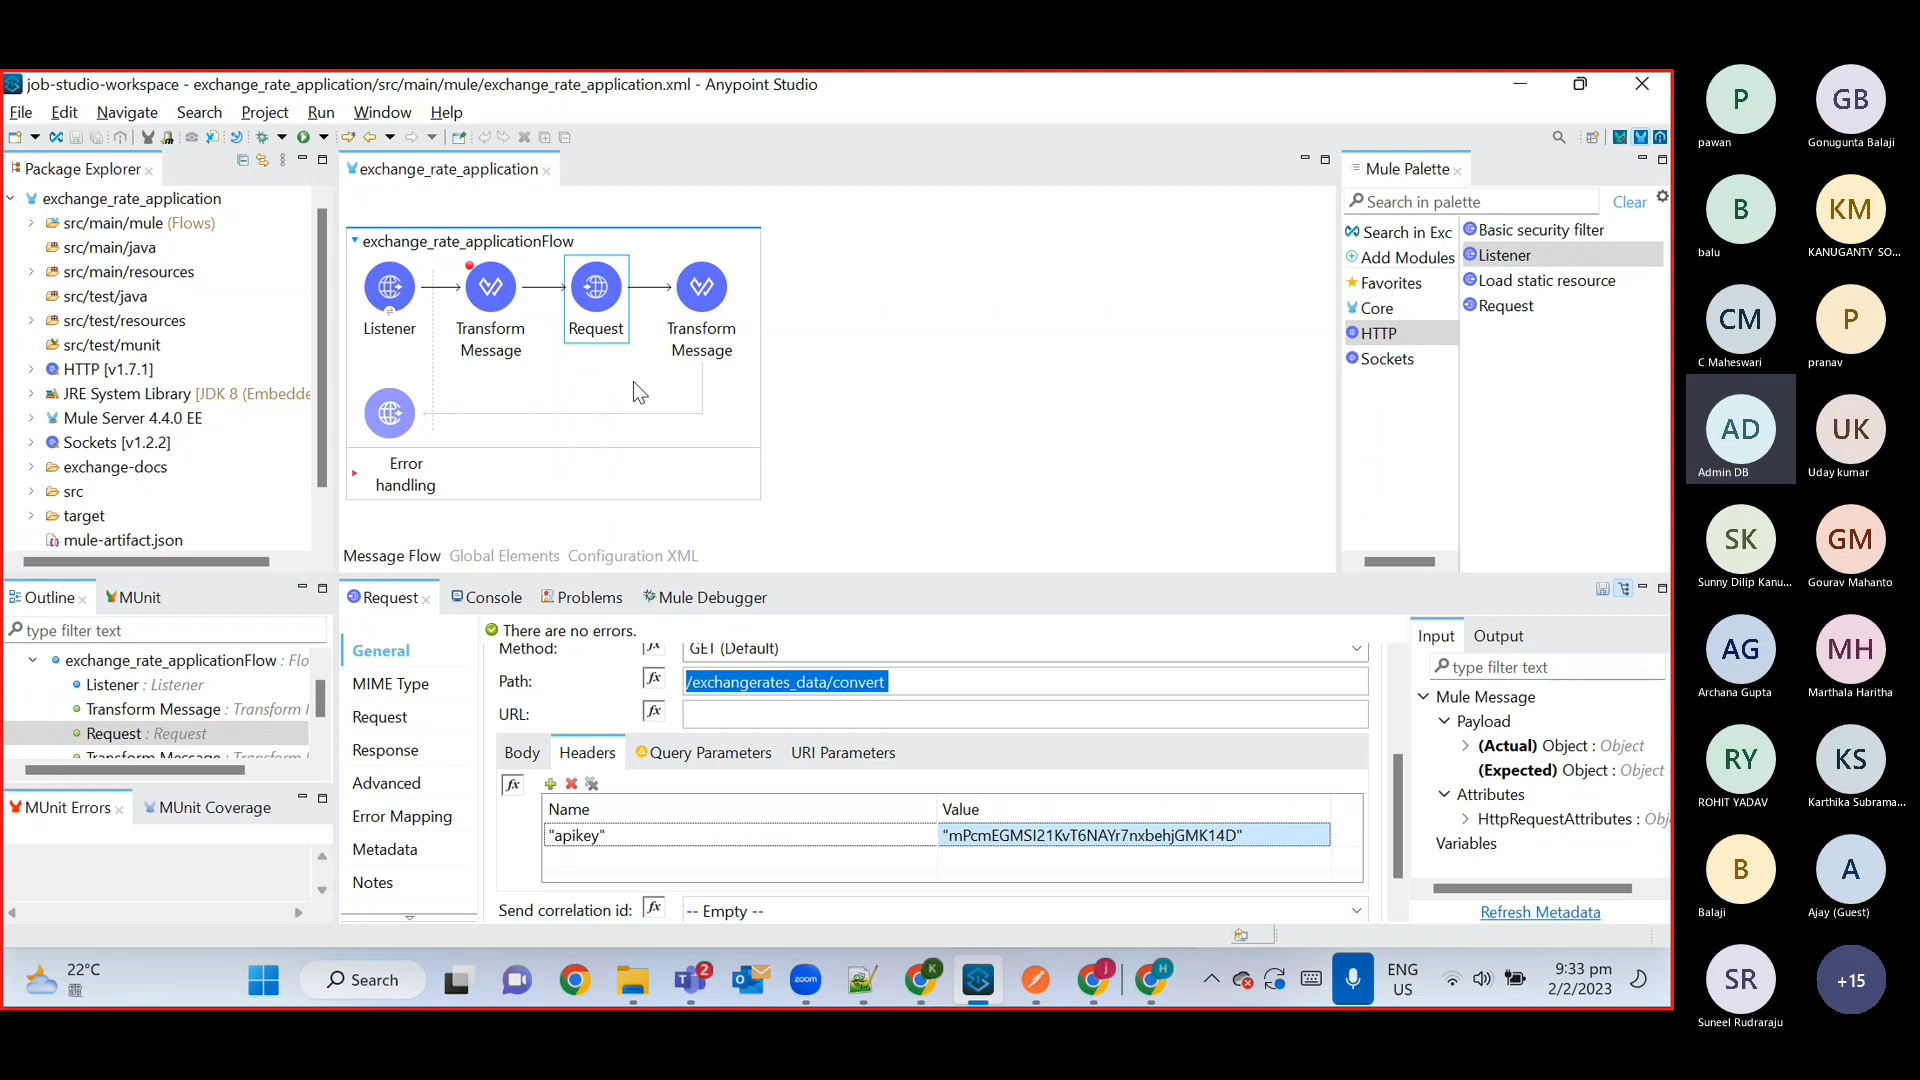 job-studio-workspace - exchange_rate_application/src/main/mule/exchange_rate_application.xml - Anypoint Studio
File Edit Navigate Search Project Run Window Help
Package Explorer
exchange_rate_application
src/main/mule (Flows)
src/main/java
src/main/resources
src/test/java
src/test/resources
src/test/munit
HTTP [v1.7.1]
JRE System Library [JDK 8 (Embedde
Mule Server 4.4.0 EE
Sockets [v1.2.2]
exchange-docs
src
target
mule-artifact.json
exchange_rate_application
exchange_rate_applicationFlow
Listener
Transform Message
Request
Transform Message
Error handling
Message Flow Global Elements Configuration XML
Mule Palette
Search in palette
Clear
Search in Exc
Add Modules
Favorites
Core
HTTP
Sockets
Basic security filter
Listener
Load static resource
Request
Outline MUnit
type filter text
exchange_rate_applicationFlow : Flo
Listener : Listener
Transform Message : Transform
Request : Request
Transform Message : Transform
MUnit Errors MUnit Coverage
Request Console Problems Mule Debugger
There are no errors.
General
MIME Type
Request
Response
Advanced
Error Mapping
Metadata
Notes
Method: fx GET (Default)
Path: fx /exchangerates_data/convert
URL: fx
Body Headers Query Parameters URI Parameters
fx
Name Value
"apikey" "mPcmEGMSI21KvT6NAYr7nxbehjGMK14D"
Send correlation id: fx -- Empty --
Input Output
type filter text
Mule Message
Payload
(Actual) Object : Object
(Expected) Object : Object
Attributes
HttpRequestAttributes : Obj
Variables
Refresh Metadata
22°C
霾
Search
2
zoom
K
J
H
ENG
US
9:33 pm
2/2/2023
P
pawan
GB
Gonugunta Balaji
B
balu
KM
KANUGANTY SO...
CM
C Maheswari
P
pranav
AD
Admin DB
UK
Uday kumar
SK
Sunny Dilip Kanu...
GM
Gourav Mahanto
AG
Archana Gupta
MH
Marthala Haritha
RY
ROHIT YADAV
KS
Karthika Subrama...
B
Balaji
A
Ajay (Guest)
SR
Suneel Rudraraju
+15